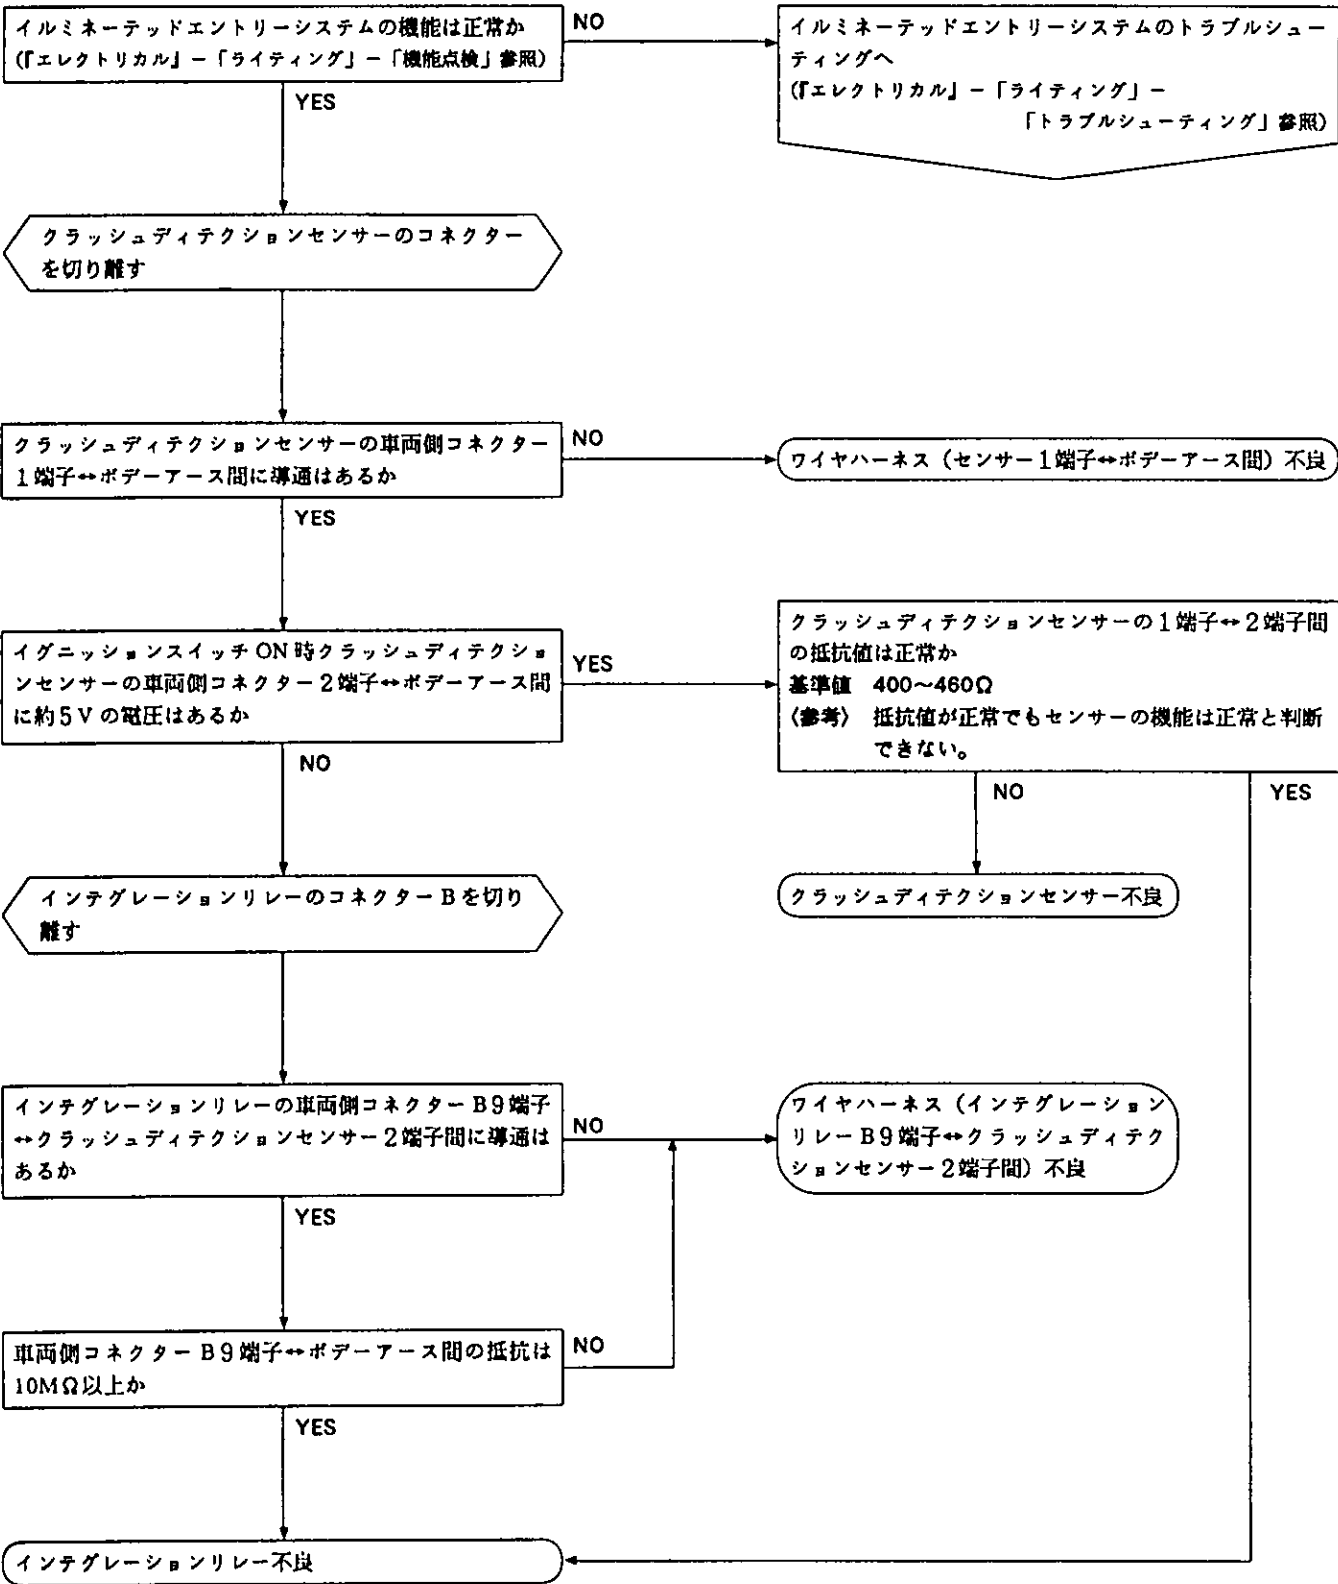 イルミネーテッドエントリーシステムの機能は正常か
(『エレクトリカル』-「ライティング」-「機能点検」参照)
NO
イルミネーテッドエントリーシステムのトラブルシュー
ティングへ
(『エレクトリカル』-「ライティング」-
「トラブルシューティング」参照)
YES
クラッシュディテクションセンサーのコネクター
を切り離す
クラッシュディテクションセンサーの車両側コネクター
1端子↔ボデーアース間に導通はあるか
NO
ワイヤハーネス(センサー1端子↔ボデーアース間)不良
YES
イグニッションスイッチON時クラッシュディテクショ
ンセンサーの車両側コネクター2端子↔ボデーアース間
に約5Vの電圧はあるか
YES
クラッシュディテクションセンサーの1端子↔2端子間
の抵抗値は正常か
基準値 400~460Ω
〈参考〉 抵抗値が正常でもセンサーの機能は正常と判断
できない。
NO
NO
YES
クラッシュディテクションセンサー不良
インテグレーションリレーのコネクターBを切り
離す
インテグレーションリレーの車両側コネクターB9端子
↔クラッシュディテクションセンサー2端子間に導通は
あるか
NO
ワイヤハーネス(インテグレーション
リレーB9端子↔クラッシュディテク
ションセンサー2端子間)不良
YES
車両側コネクターB9端子↔ボデーアース間の抵抗は
10MΩ以上か
NO
YES
インテグレーションリレー不良